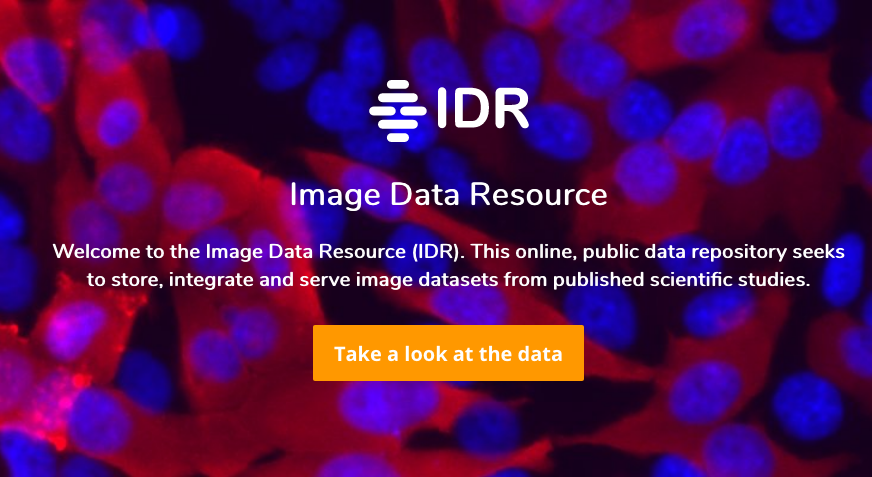 IDR
Image Data Resource
Welcome to the Image Data Resource (IDR). This online, public data repository seeks
to store, integrate and serve image datasets from published scientific studies.
Take a look at the data